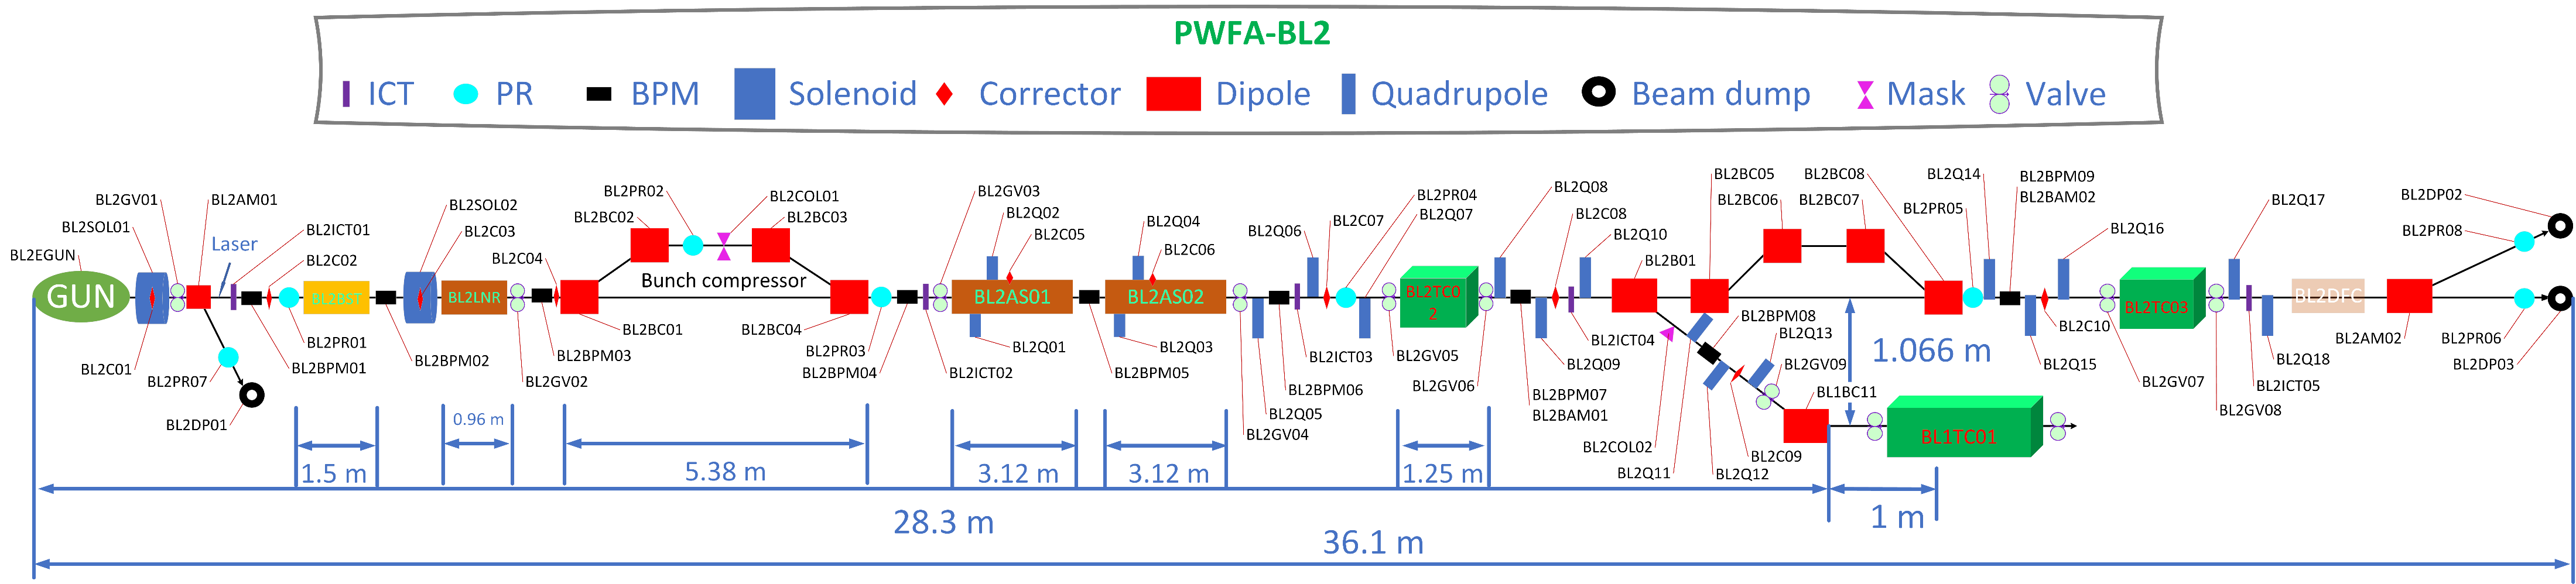 PWFA-BL2
ICT PR BPM Solenoid Corrector Dipole Quadrupole Beam dump Mask Valve
BL2GV01
BL2AM01
BL2SOL01
Laser
BL2ICT01
BL2EGUN
BL2C02
GUN
BL2BST
BL2C01
BL2PR07
BL2DP01
BL2PR01
BL2BPM01
BL2SOL02
BL2C03
BL2LNR
BL2BPM02
BL2C04
BL2BPM03
BL2GV02
BL2PR02
BL2COL01
BL2BC02
BL2BC03
Bunch compressor
BL2BC01
BL2BC04
BL2PR03
BL2BPM04
BL2GV03
BL2Q02
BL2C05
BL2AS01
BL2Q01
BL2ICT02
BL2Q04
BL2C06
BL2AS02
BL2Q03
BL2BPM05
BL2Q06
BL2C07
BL2PR04
BL2Q07
BL2ICT03
BL2BPM06
BL2Q05
BL2GV04
BL2TC0
2
BL2GV05
BL2GV06
BL2Q08
BL2C08
BL2Q10
BL2ICT04
BL2Q09
BL2BPM07
BL2BAM01
BL2B01
BL2BC05
BL2BC06
BL2BC08
BL2BC07
BL2BPM08
BL2Q13
BL2GV09
BL2COL02
BL2Q11
BL2Q12
BL2C09
BL1BC11
BL1TC01
BL2Q14
BL2PR05
BL2BPM09
BL2BAM02
BL2Q16
BL2C10
BL2Q15
BL2GV07
BL2TC03
BL2Q17
BL2Q18
BL2ICT05
BL2GV08
BL2DFC
BL2AM02
BL2DP02
BL2PR08
BL2PR06
BL2DP03
1.066 m
1.5 m
0.96 m
5.38 m
3.12 m
3.12 m
1.25 m
28.3 m
1 m
36.1 m